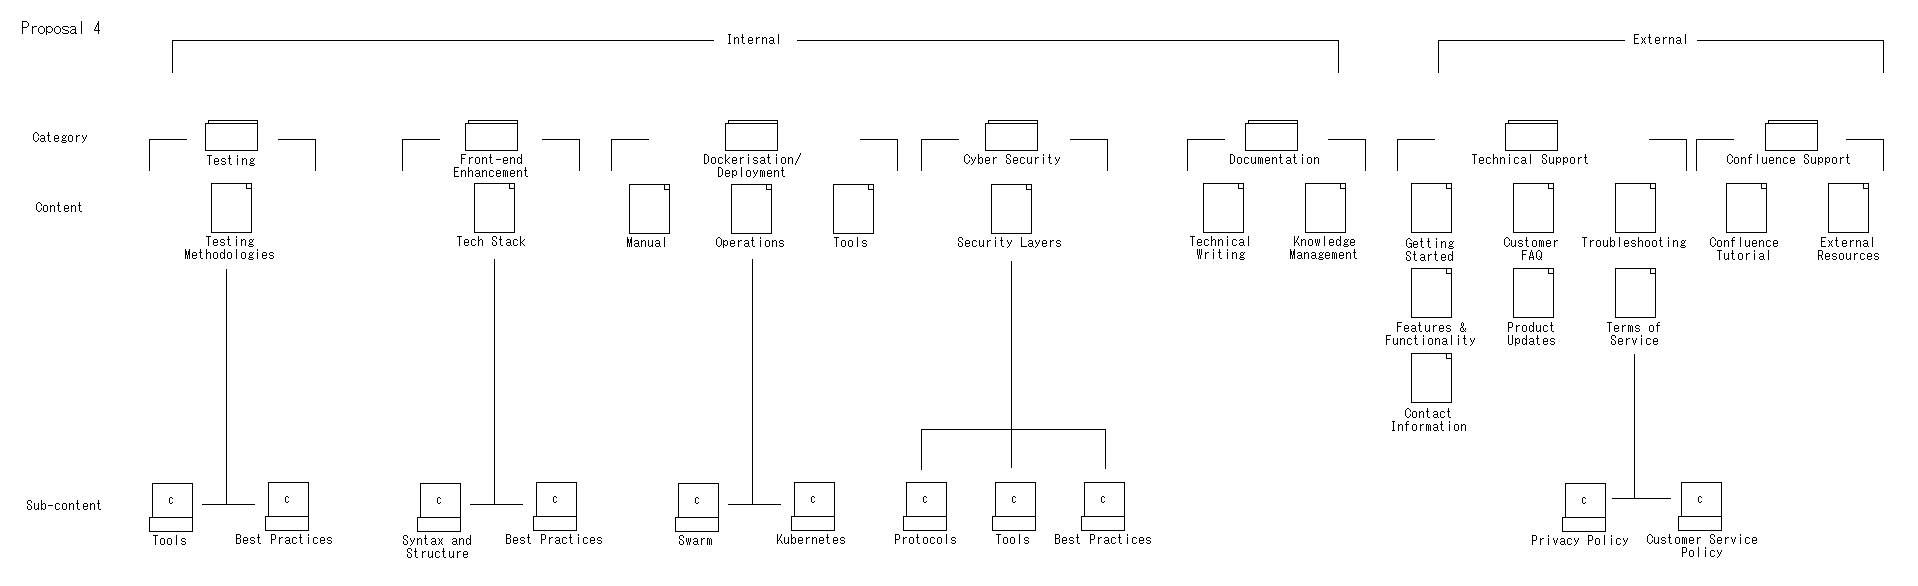 Proposal 4
Internal
External
Category
Testing
Front-end
Enhancement
Dockerisation/
Deployment
Cyber Security
Documentation
Technical Support
Confluence Support
Content
Testing
Methodologies
Tech Stack
Manual
Operations
Tools
Security Layers
Technical
Writing
Knowledge
Management
Getting
Started
Customer
FAQ
Troubleshooting
Confluence
Tutorial
External
Resources
Features &
Functionality
Product
Updates
Terms of
Service
Contact
Information
Sub-content
C
Tools
C
Best Practices
C
Syntax and
Structure
C
Best Practices
C
Swarm
C
Kubernetes
C
Protocols
C
Tools
C
Best Practices
C
Privacy Policy
C
Customer Service
Policy